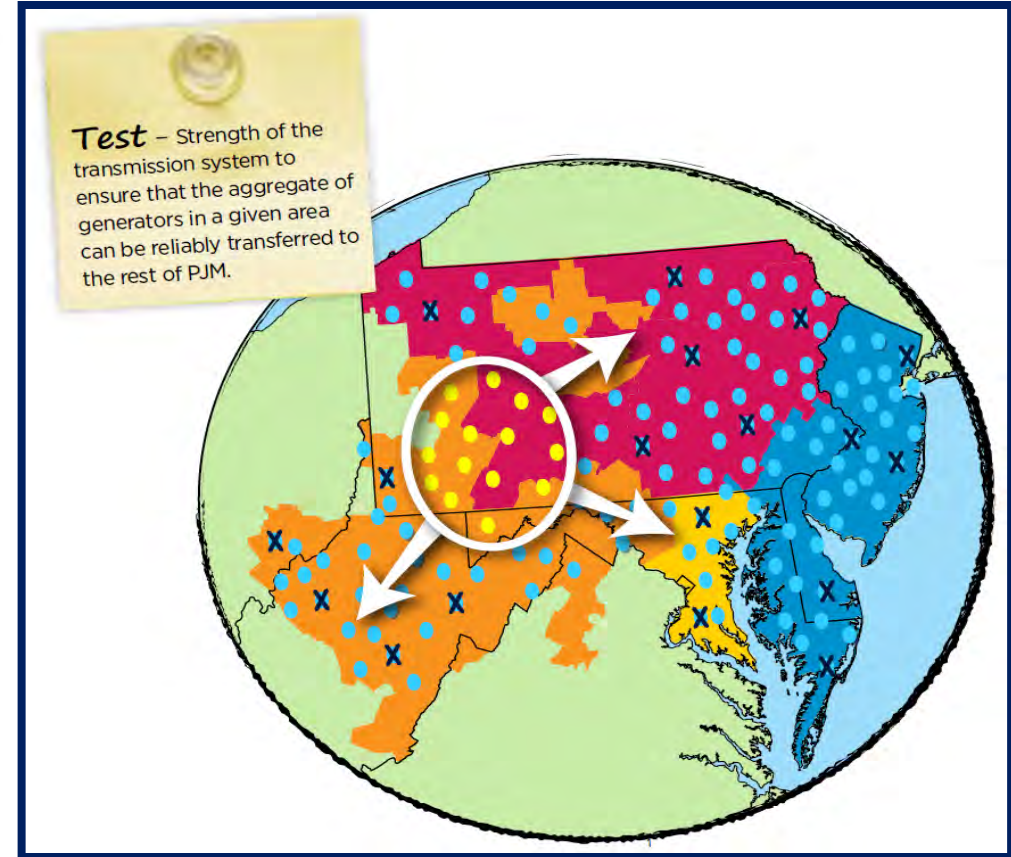 Test – Strength of the
transmission system to
ensure that the aggregate of
generators in a given area
can be reliably transferred to
the rest of PJM.